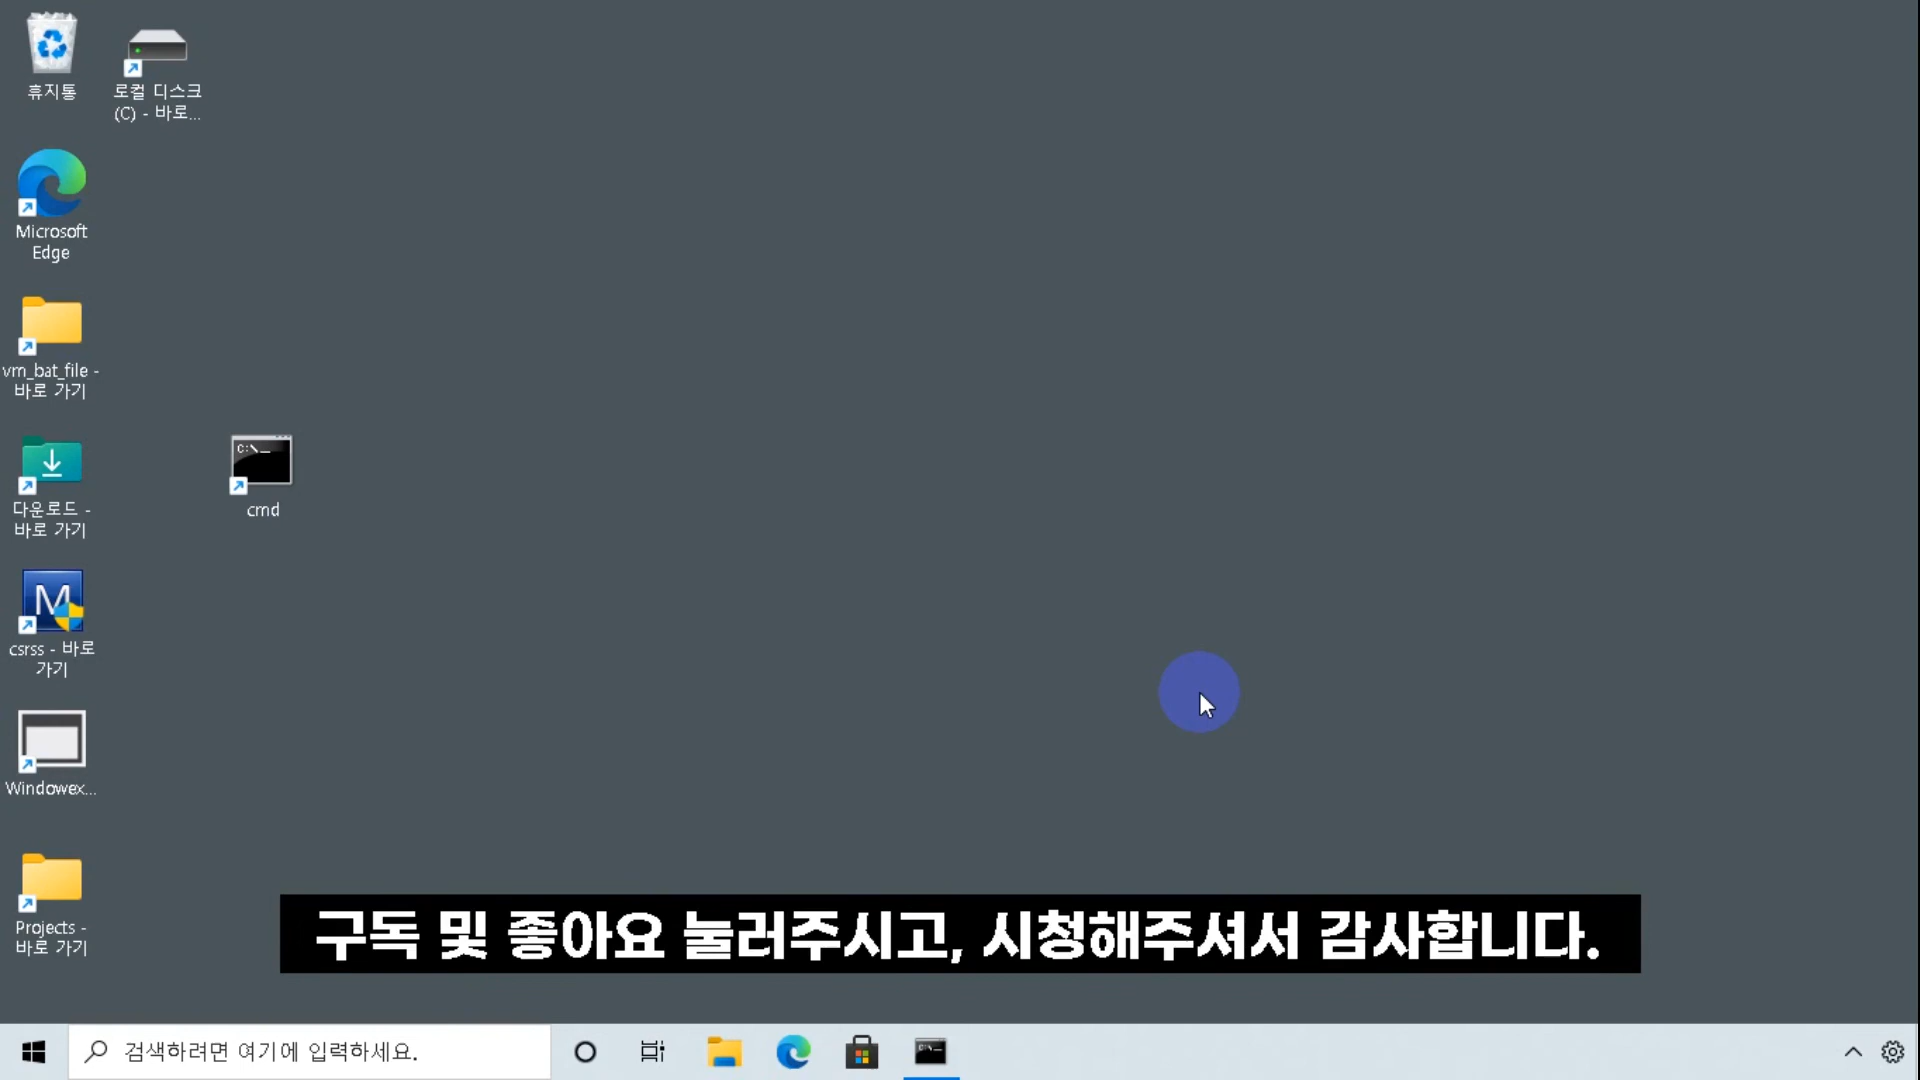 휴지통
로컬 디스크
(C) - 바로...
Microsoft
Edge
vm_bat_file -
바로 가기
다운로드 -
바로 가기
C:\_
cmd
M
csrss - 바로
가기
Windowex...
Projects -
바로 가기
구독 및 좋아요 눌러주시고, 시청해주셔서 감사합니다.
검색하려면 여기에 입력하세요.